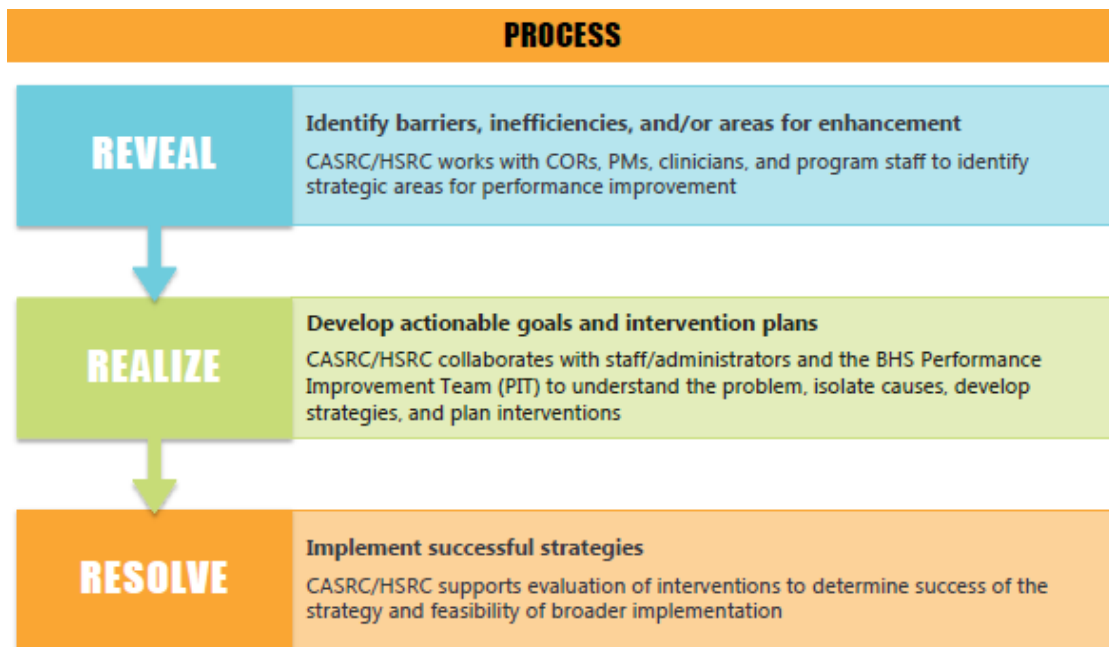 PROCESS
REVEAL
Identify barriers, inefficiencies, and/or areas for enhancement
CASRC/HSRC works with CORs, PMs, clinicians, and program staff to identify
strategic areas for performance improvement
REALIZE
Develop actionable goals and intervention plans
CASRC/HSRC collaborates with staff/administrators and the BHS Performance
Improvement Team (PIT) to understand the problem, isolate causes, develop
strategies, and plan interventions
RESOLVE
Implement successful strategies
CASRC/HSRC supports evaluation of interventions to determine success of the
strategy and feasibility of broader implementation